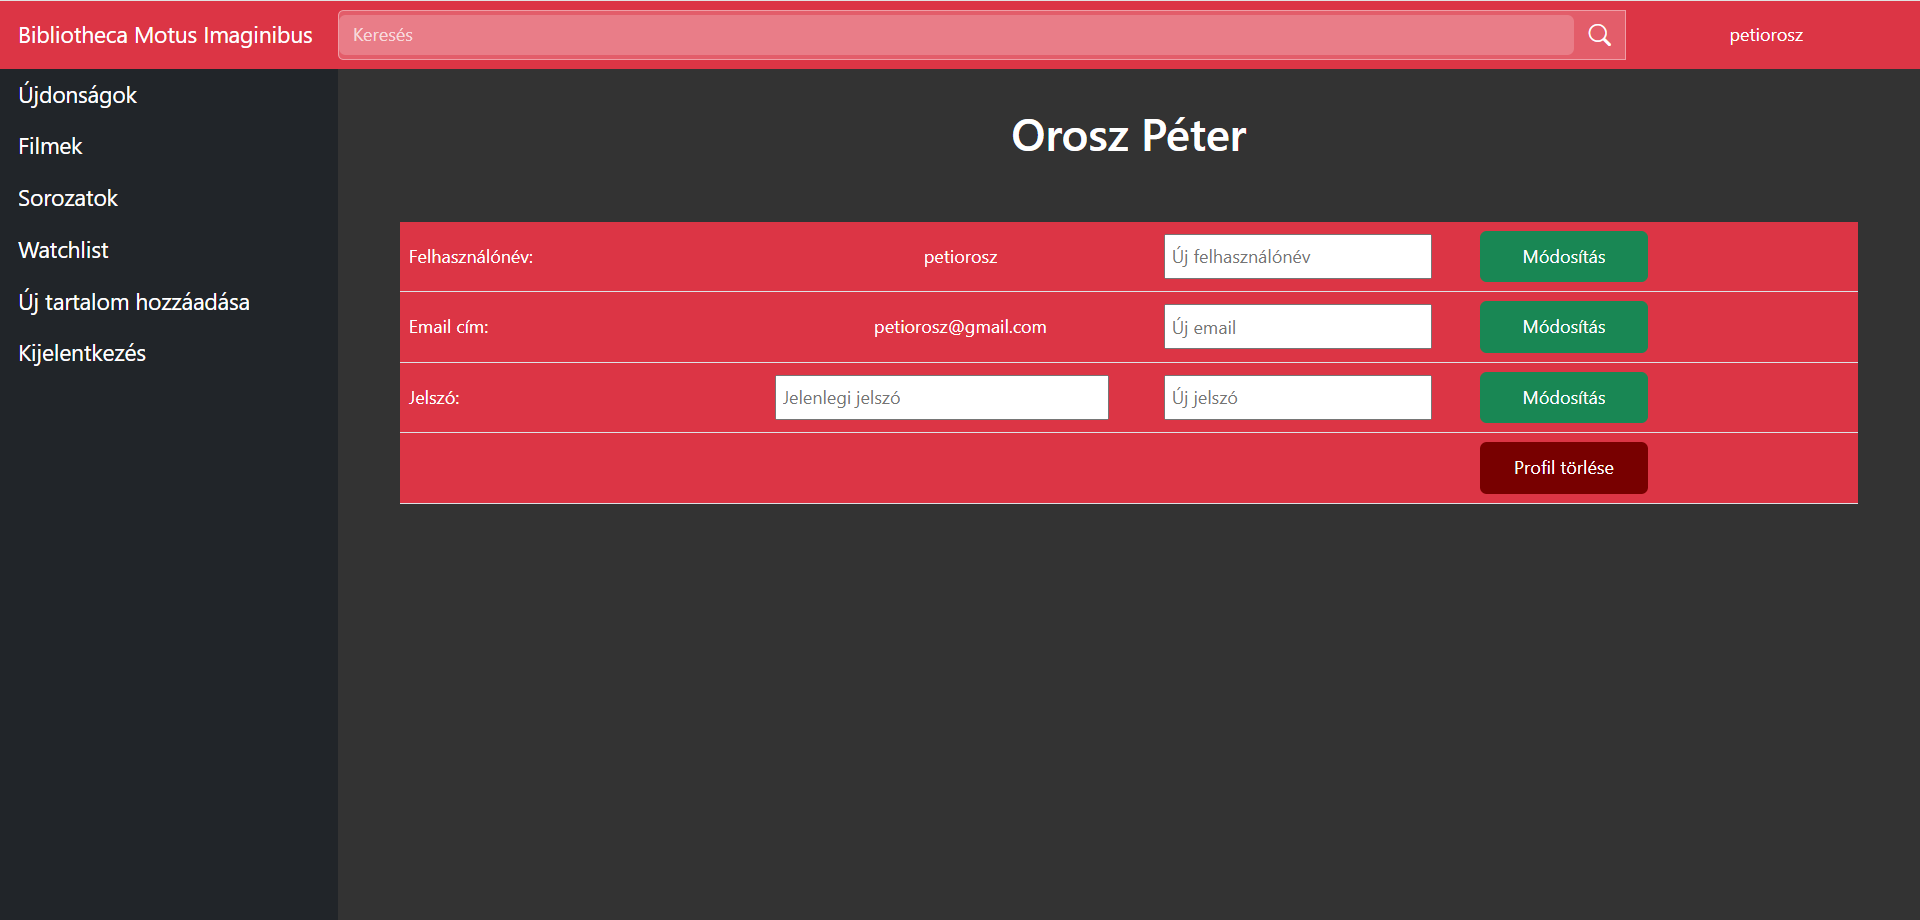 Bibliotheca Motus Imaginibus
Keresés
petiorosz
Újdonságok
Filmek
Sorozatok
Watchlist
Új tartalom hozzáadása
Kijelentkezés
Orosz Péter
Felhasználónév: petiorosz Új felhasználónév Módosítás
Email cím: petiorosz@gmail.com Új email Módosítás
Jelszó: Jelenlegi jelszó Új jelszó Módosítás
Profil törlése